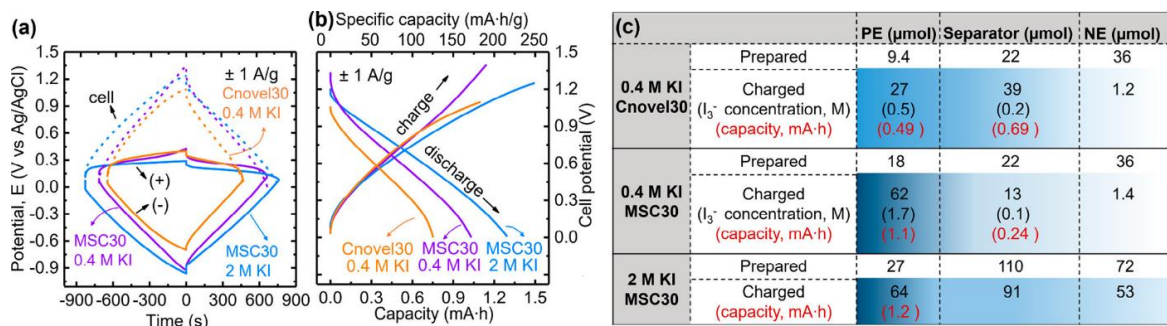 (a)
Potential, E (V vs Ag/AgCl)
1.5
1.2
0.9
0.6
0.3
0.0
-0.3
-0.6
-0.9
cell
Cnovel30
0.4 M KI
± 1 A/g
(+)
(-)
MSC30
0.4 M KI
MSC30
2 M KI
-900 -600 -300 0 300 600 900
Time (s)
(b)
Specific capacity (mA·h/g)
0 50 100 150 200 250
± 1 A/g
charge
discharge
Cnovel30 MSC30 MSC30
0.4 M KI 0.4 M KI 2 M KI
0.0 0.3 0.6 0.9 1.2 1.5
Capacity (mA·h)
1.5
1.2
0.9
0.6
0.3
0.0
Cell potential (V)
(c)
PE (μmol) Separator (μmol) NE (μmol)
0.4 M KI
Cnovel30
Prepared 9.4 22 36
Charged 27 39 1.2
(I₃⁻ concentration, M) (0.5) (0.2)
(capacity, mA·h) (0.49 ) (0.69 )
0.4 M KI
MSC30
Prepared 18 22 36
Charged 62 13 1.4
(I₃⁻ concentration, M) (1.7) (0.1)
(capacity, mA·h) (1.1 ) (0.24 )
2 M KI
MSC30
Prepared 27 110 72
Charged 64 91 53
(capacity, mA·h) (1.2 )